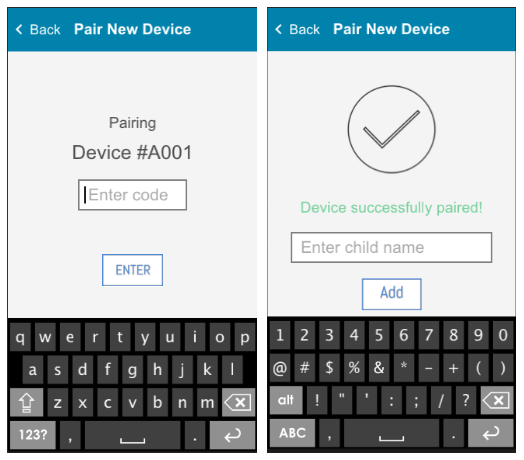 < Back Pair New Device
Pairing
Device #A001
Enter code
ENTER
q w e r t y u i o p
a s d f g h j k l
z x c v b n m
123? , .
< Back Pair New Device
Device successfully paired!
Enter child name
Add
1 2 3 4 5 6 7 8 9 0
@ # $ % & * - + ( )
alt ! " ' : ; / ?
ABC , .